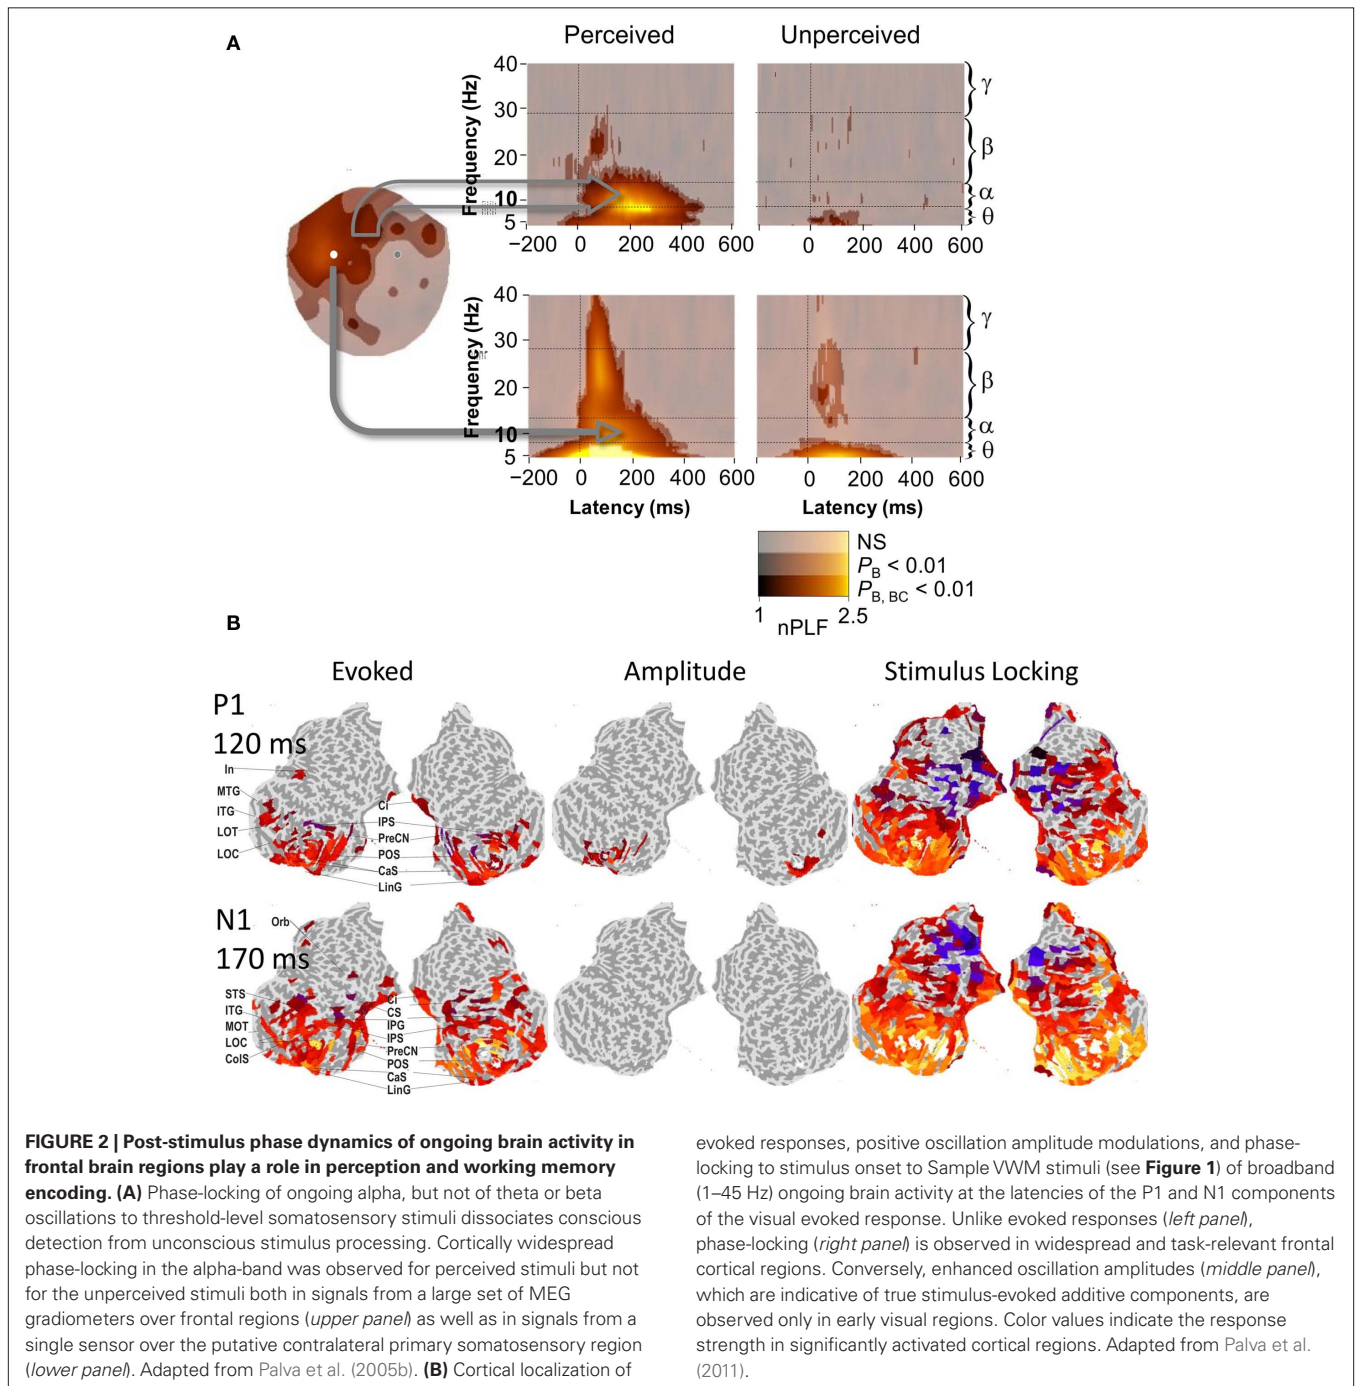 A
Perceived
Unperceived
Frequency (Hz)
40
30
20
10
5
−200 0 200 400 600
0 200 400 600
γ
β
α
θ
Frequency (Hz)
40
30
20
10
5
−200 0 200 400 600
0 200 400 600
γ
β
α
θ
Latency (ms)
Latency (ms)
NS
PB < 0.01
PB, BC < 0.01
1 nPLF 2.5
B
Evoked
Amplitude
Stimulus Locking
P1
120 ms
In
MTG
ITG
LOT
LOC
Ci
IPS
PreCN
POS
CaS
LinG
N1
170 ms
Orb
STS
ITG
MOT
LOC
ColS
Ci
CS
IPG
IPS
PreCN
POS
CaS
LinG
FIGURE 2 | Post-stimulus phase dynamics of ongoing brain activity in
frontal brain regions play a role in perception and working memory
encoding. (A) Phase-locking of ongoing alpha, but not of theta or beta
oscillations to threshold-level somatosensory stimuli dissociates conscious
detection from unconscious stimulus processing. Cortically widespread
phase-locking in the alpha-band was observed for perceived stimuli but not
for the unperceived stimuli both in signals from a large set of MEG
gradiometers over frontal regions (upper panel) as well as in signals from a
single sensor over the putative contralateral primary somatosensory region
(lower panel). Adapted from Palva et al. (2005b). (B) Cortical localization of
evoked responses, positive oscillation amplitude modulations, and phase-
locking to stimulus onset to Sample VWM stimuli (see Figure 1) of broadband
(1–45 Hz) ongoing brain activity at the latencies of the P1 and N1 components
of the visual evoked response. Unlike evoked responses (left panel),
phase-locking (right panel) is observed in widespread and task-relevant frontal
cortical regions. Conversely, enhanced oscillation amplitudes (middle panel),
which are indicative of true stimulus-evoked additive components, are
observed only in early visual regions. Color values indicate the response
strength in significantly activated cortical regions. Adapted from Palva et al.
(2011).